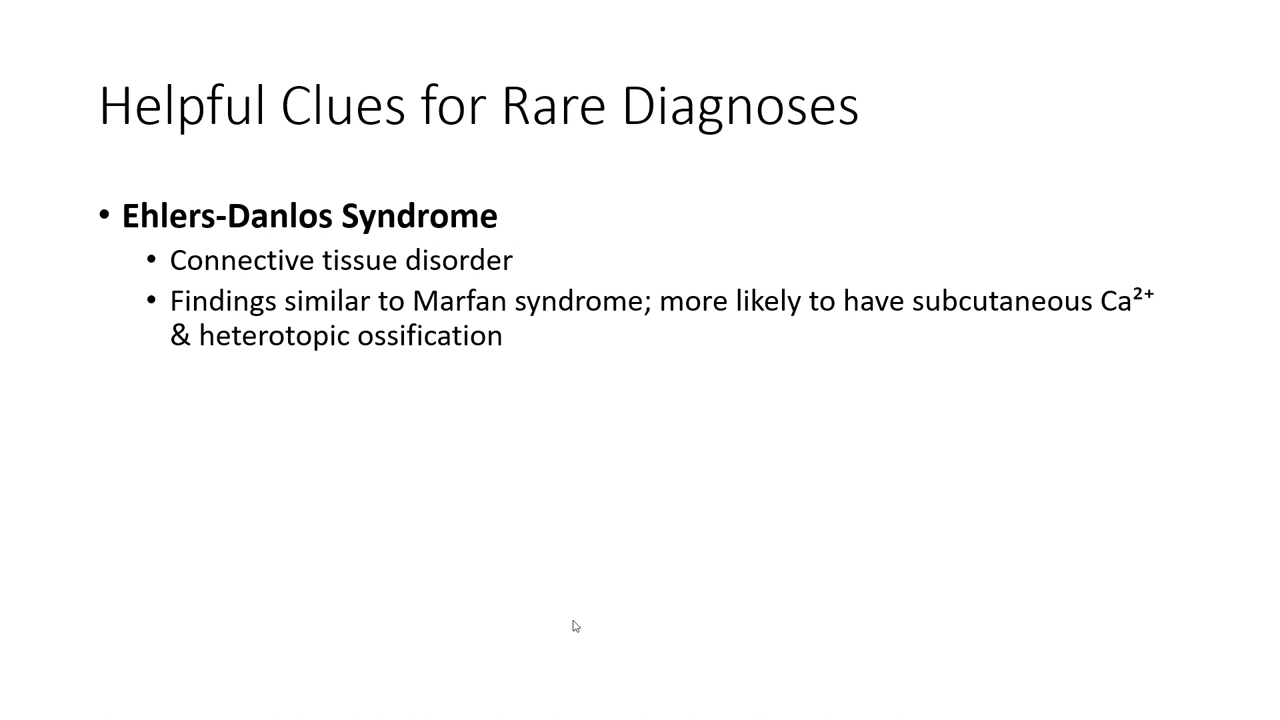 Helpful Clues for Rare Diagnoses
• Ehlers-Danlos Syndrome
• Connective tissue disorder
• Findings similar to Marfan syndrome; more likely to have subcutaneous Ca²⁺
& heterotopic ossification